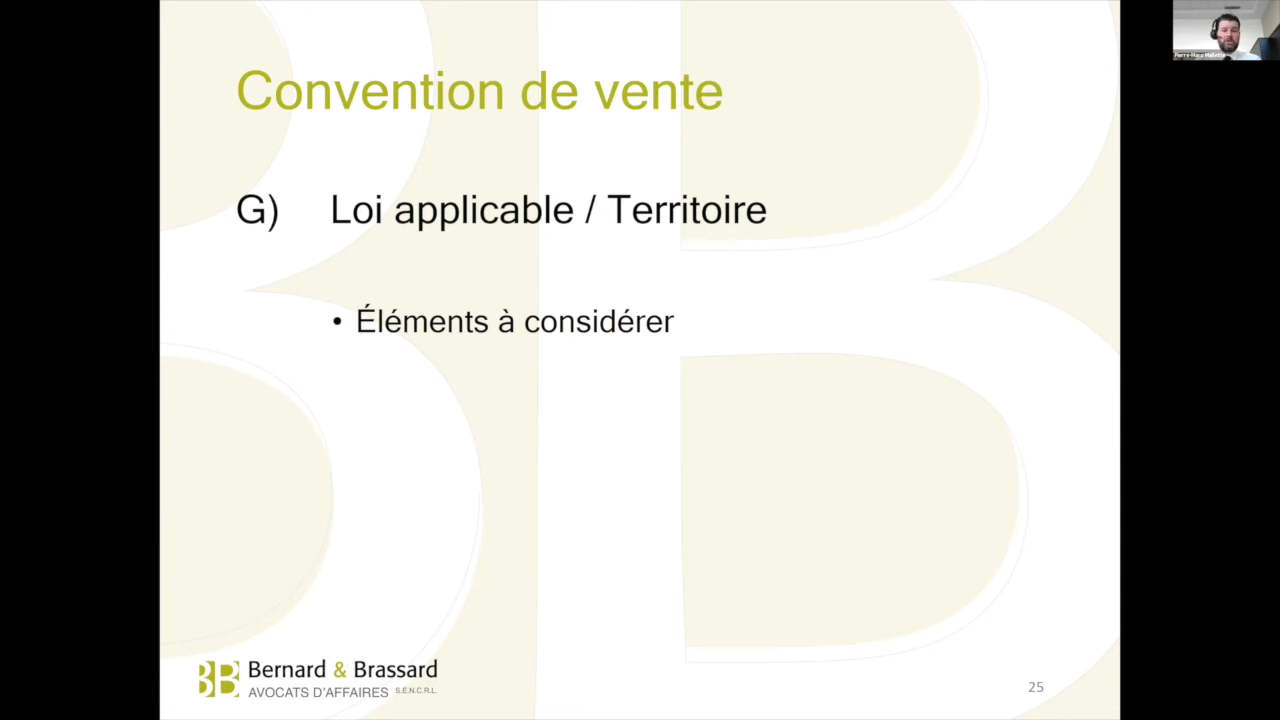 Convention de vente
G) Loi applicable / Territoire
• Éléments à considérer
Bernard & Brassard
AVOCATS D'AFFAIRES S.E.N.C.R.L.
25